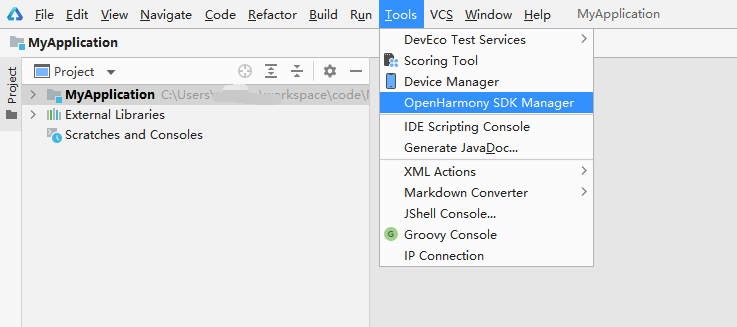 File Edit View Navigate Code Refactor Build Run Tools VCS Window Help MyApplication
MyApplication
Project
Project
MyApplication C:\Users\ workspace\code\
External Libraries
Scratches and Consoles
DevEco Test Services
Scoring Tool
Device Manager
OpenHarmony SDK Manager
IDE Scripting Console
Generate JavaDoc...
XML Actions
Markdown Converter
JShell Console...
G Groovy Console
IP Connection